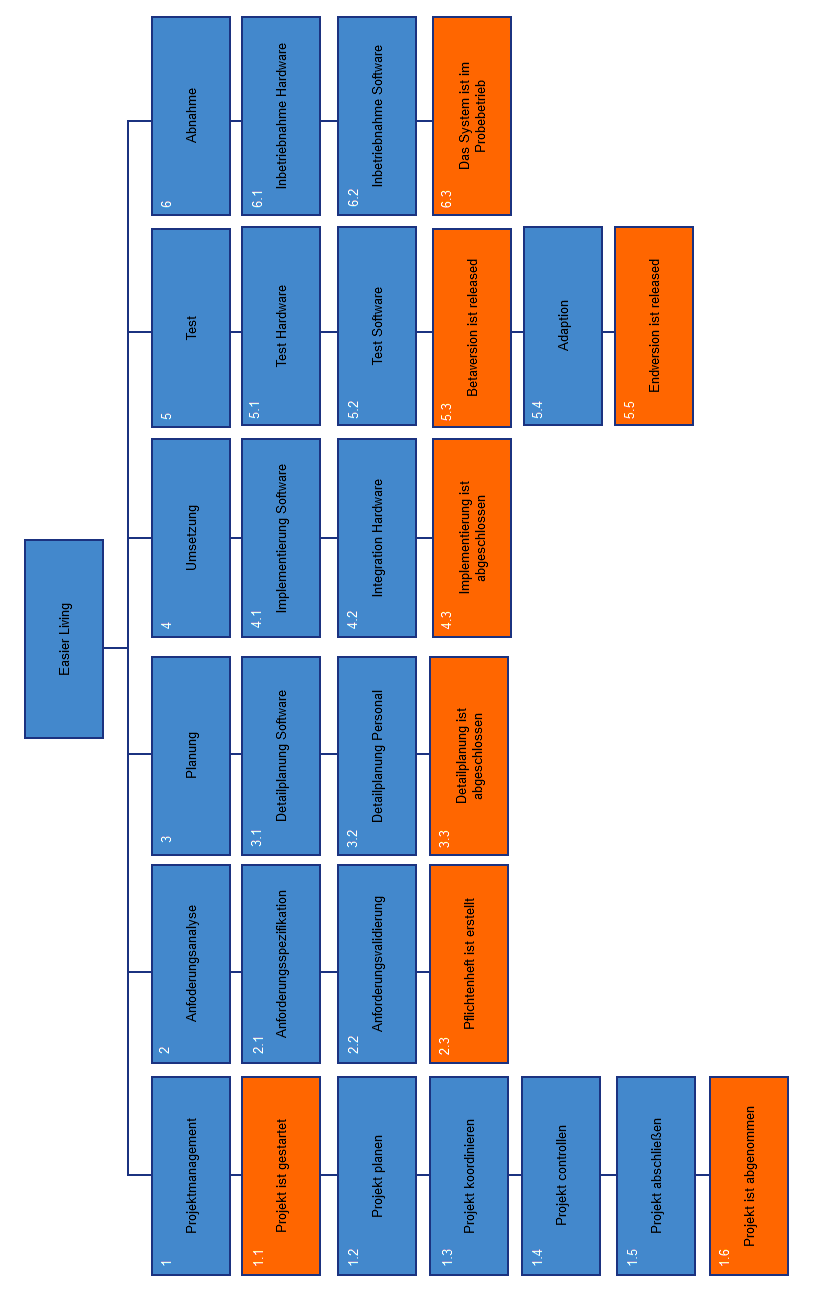 Easier Living
1
Projektmanagement
1.1
Projekt ist gestartet
1.2
Projekt planen
1.3
Projekt koordinieren
1.4
Projekt controllen
1.5
Projekt abschließen
1.6
Projekt ist abgenommen
2
Anfoderungsanalyse
2.1
Anforderungsspezifikation
2.2
Anforderungsvalidierung
2.3
Pflichtenheft ist erstellt
3
Planung
3.1
Detailplanung Software
3.2
Detailplanung Personal
3.3
Detailplanung ist
abgeschlossen
4
Umsetzung
4.1
Implementierung Software
4.2
Integration Hardware
4.3
Implementierung ist
abgeschlossen
5
Test
5.1
Test Hardware
5.2
Test Software
5.3
Betaversion ist released
5.4
Adaption
5.5
Endversion ist released
6
Abnahme
6.1
Inbetriebnahme Hardware
6.2
Inbetriebnahme Software
6.3
Das System ist im
Probebetrieb